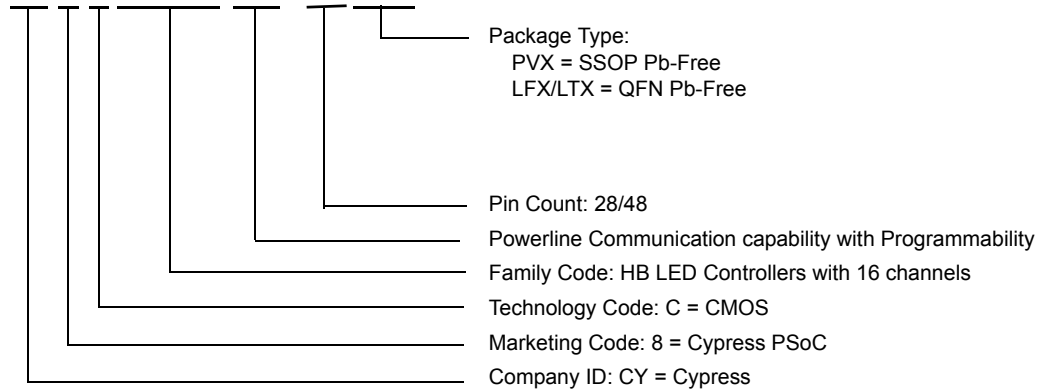 Package Type:
PVX = SSOP Pb-Free
LFX/LTX = QFN Pb-Free
Pin Count: 28/48
Powerline Communication capability with Programmability
Family Code: HB LED Controllers with 16 channels
Technology Code: C = CMOS
Marketing Code: 8 = Cypress PSoC
Company ID: CY = Cypress